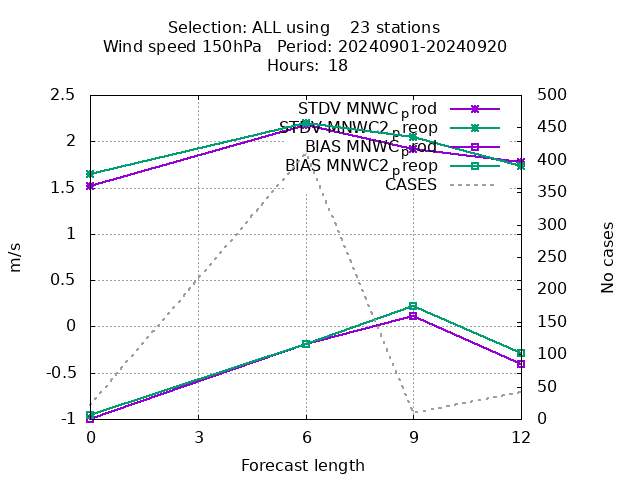 Selection: ALL using 23 stations
Wind speed 150hPa Period: 20240901-20240920
Hours: 18
STDV MNWC_prod
STDV MNWC2_preop
BIAS MNWC_prod
BIAS MNWC2_preop
CASES
2.5
2
1.5
1
0.5
0
-0.5
-1
m/s
500
450
400
350
300
250
200
150
100
50
0
No cases
0 3 6 9 12
Forecast length